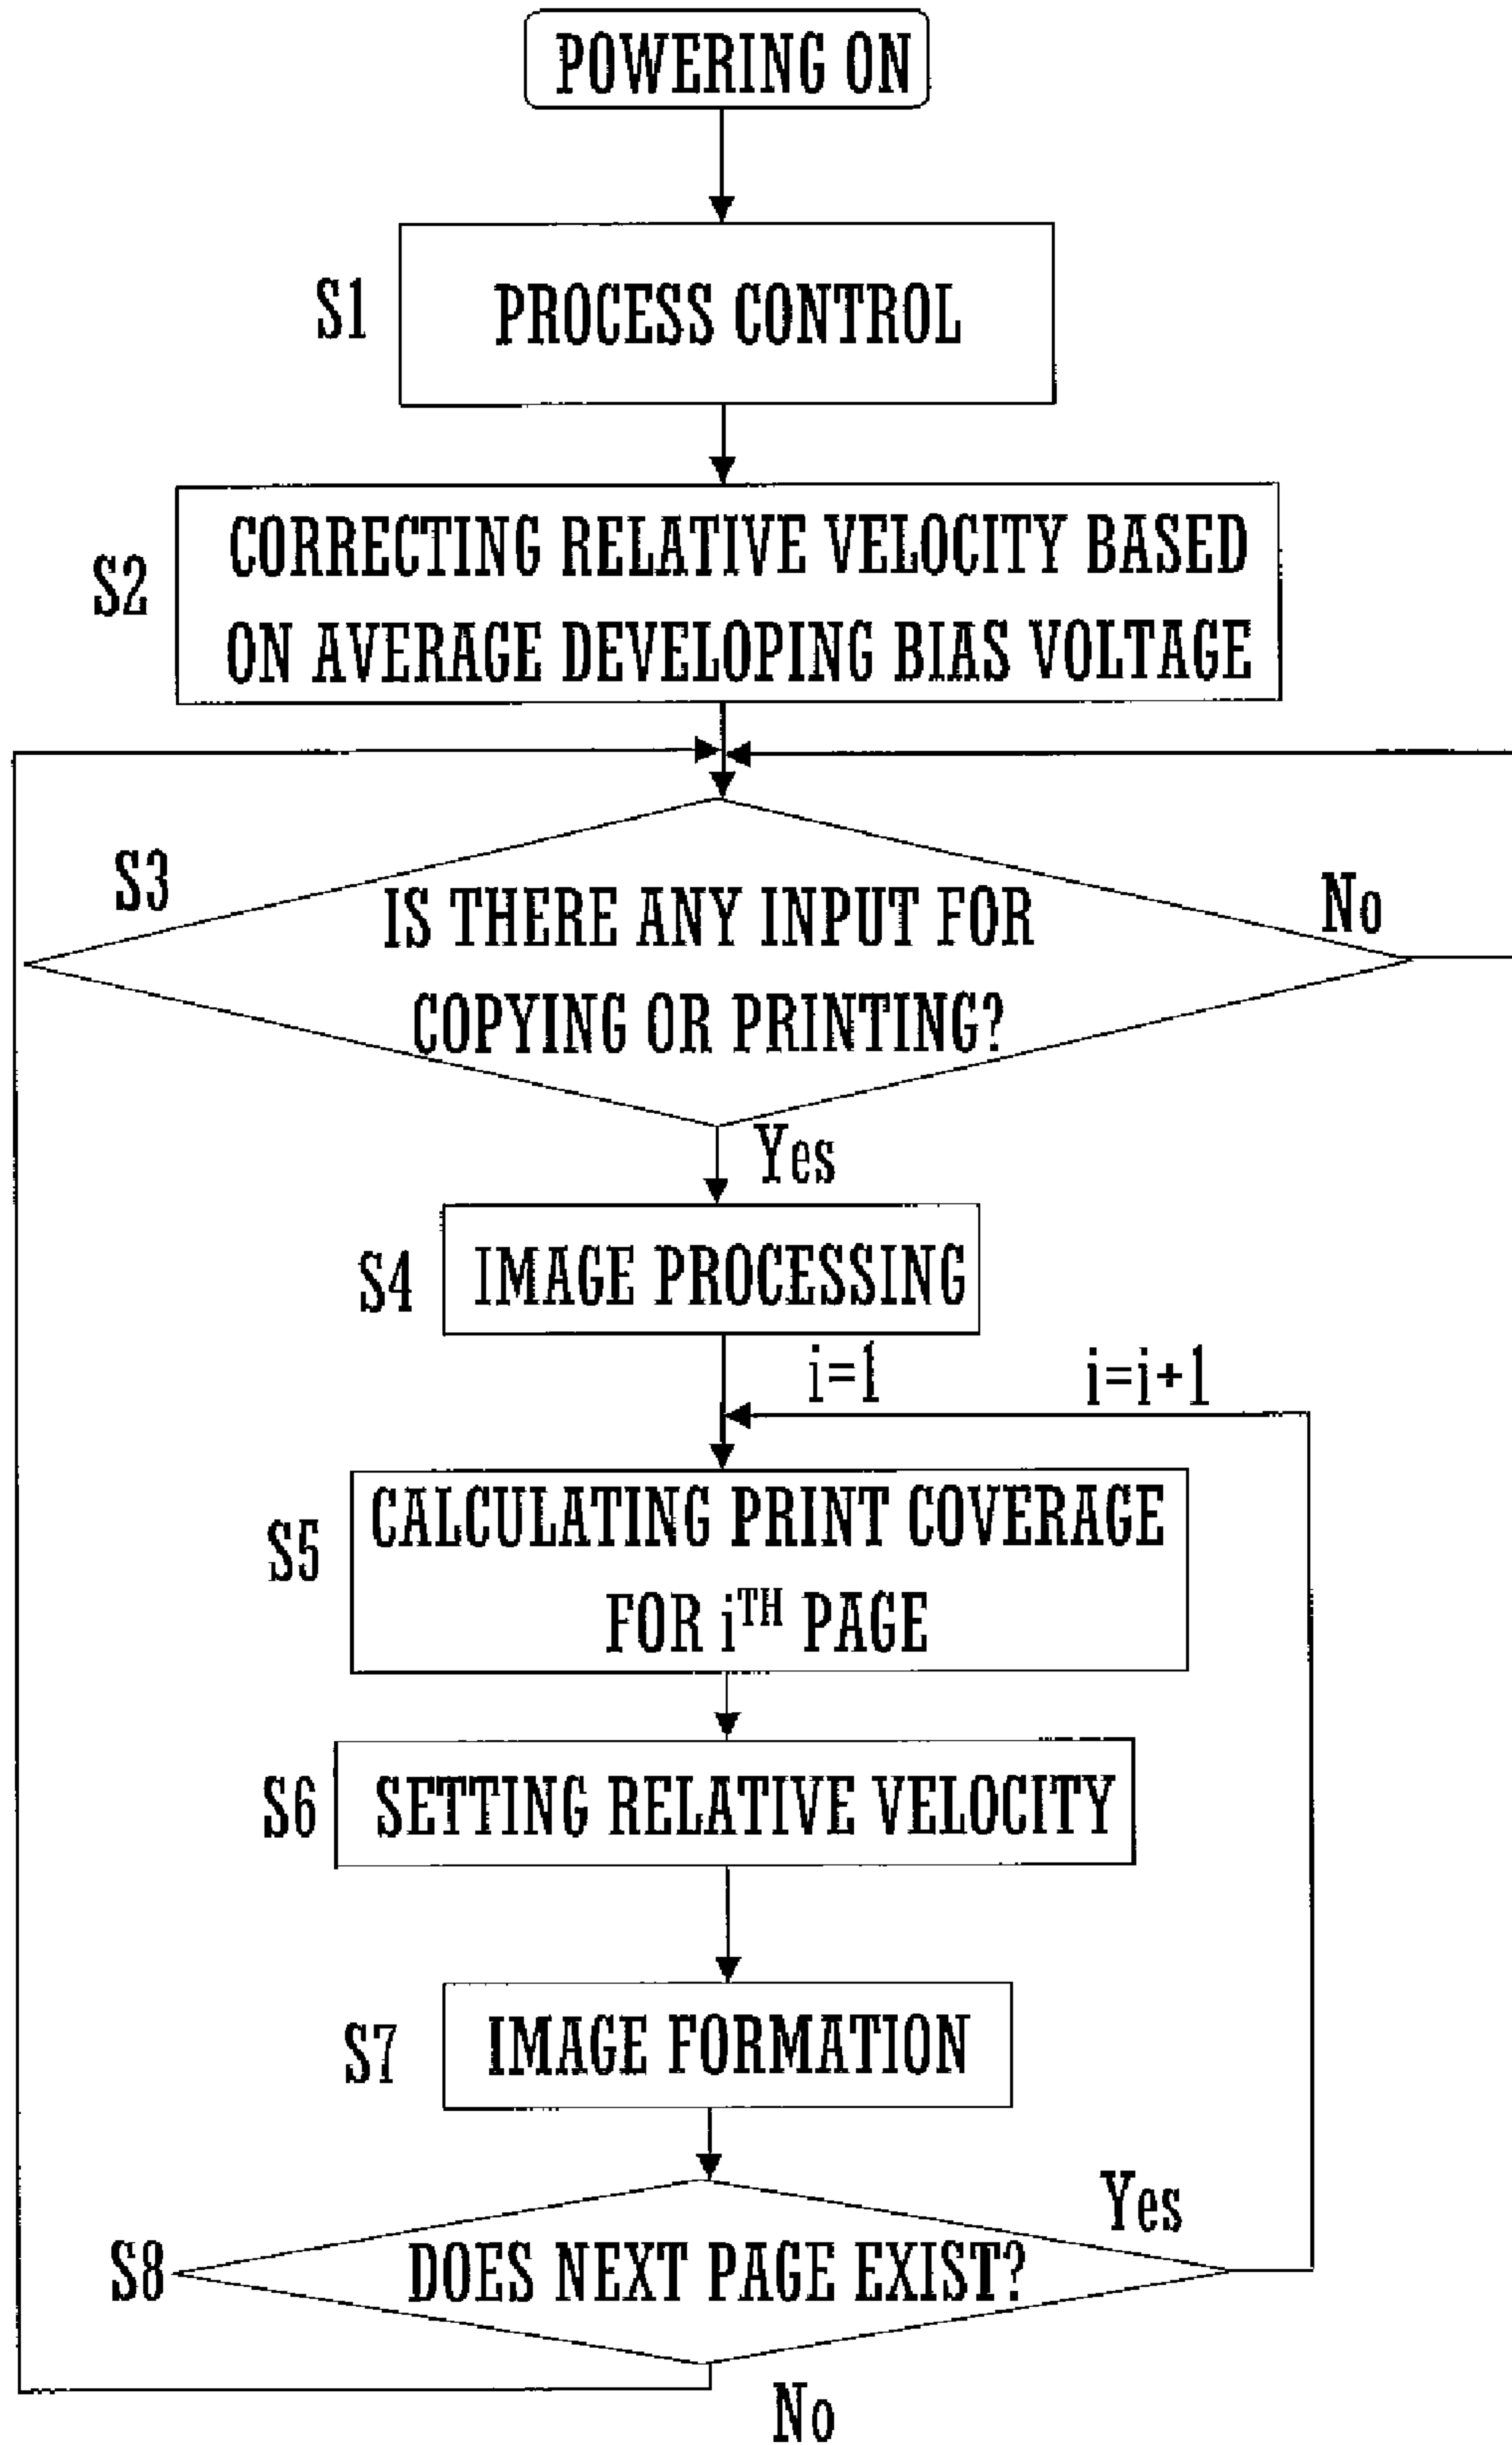 POWERING ON
S1
PROCESS CONTROL
S2
CORRECTING RELATIVE VELOCITY BASED
ON AVERAGE DEVELOPING BIAS VOLTAGE
S3
IS THERE ANY INPUT FOR
COPYING OR PRINTING?
No
Yes
S4
IMAGE PROCESSING
i=1
i=i+1
S5
CALCULATING PRINT COVERAGE
FOR iTH PAGE
S6
SETTING RELATIVE VELOCITY
S7
IMAGE FORMATION
Yes
S8
DOES NEXT PAGE EXIST?
No